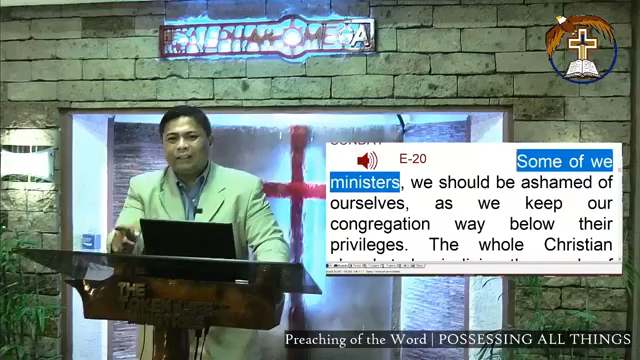 ALPHA OMEGA
SUNDAY
E-20 Some of we
ministers, we should be ashamed of
ourselves, as we keep our
congregation way below their
privileges. The whole Christian
THE
TOKEN
Preaching of the Word | POSSESSING ALL THINGS